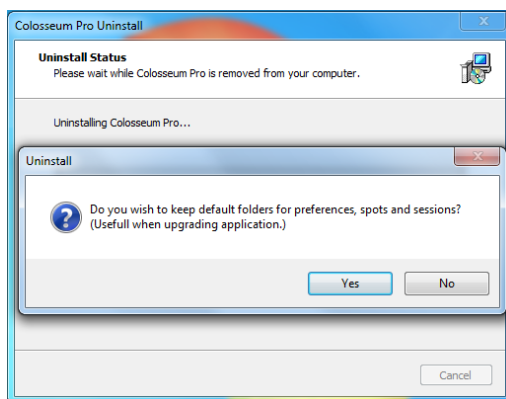 Colosseum Pro Uninstall
Uninstall Status
Please wait while Colosseum Pro is removed from your computer.
Uninstalling Colosseum Pro...
Uninstall
Do you wish to keep default folders for preferences, spots and sessions?
(Usefull when upgrading application.)
Yes
No
Cancel